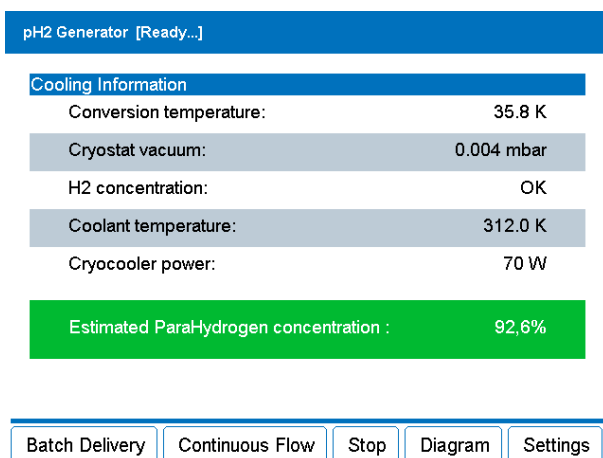 pH2 Generator [Ready...]
Cooling Information
Conversion temperature: 35.8 K
Cryostat vacuum: 0.004 mbar
H2 concentration: OK
Coolant temperature: 312.0 K
Cryocooler power: 70 W
Estimated ParaHydrogen concentration : 92,6%
Batch Delivery Continuous Flow Stop Diagram Settings